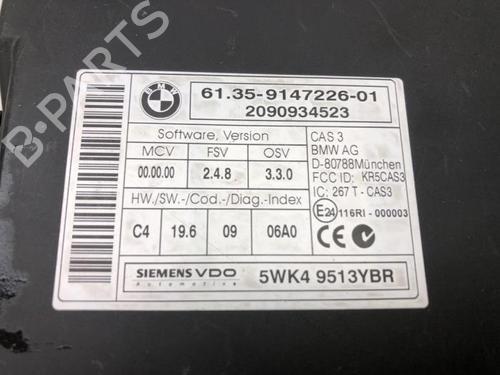 BMW
61.35-9147226-01
2090934523
Software, Version
MCV FSV OSV
00.00.00 2.4.8 3.3.0
HW./SW.-/Cod.-/Diag.-Index
C4 19.6 09 06A0
CAS 3
BMW AG
D-80788München
FCC ID: KR5CAS3
IC: 267 T - CAS3
E24 116RI - 000003
CE
SIEMENS VDO
Automotive
5WK4 9513YBR
B-PARTS